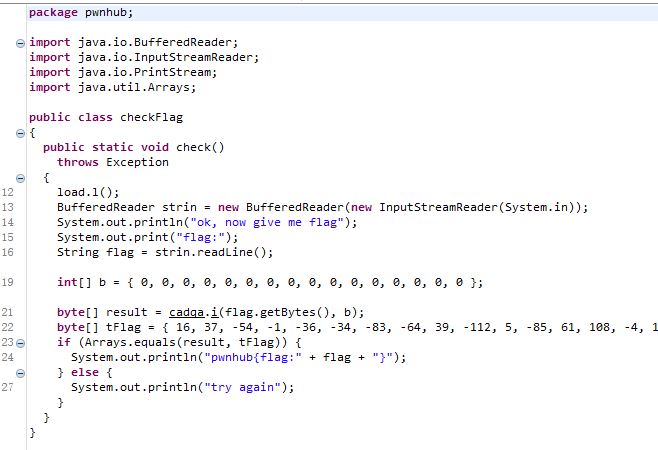 package pwnhub;
import java.io.BufferedReader;
import java.io.InputStreamReader;
import java.io.PrintStream;
import java.util.Arrays;
public class checkFlag
{
public static void check()
throws Exception
{
12 load.l();
13 BufferedReader strin = new BufferedReader(new InputStreamReader(System.in));
14 System.out.println("ok, now give me flag");
15 System.out.print("flag:");
16 String flag = strin.readLine();
19 int[] b = { 0, 0, 0, 0, 0, 0, 0, 0, 0, 0, 0, 0, 0, 0, 0, 0 };
21 byte[] result = cadqa.i(flag.getBytes(), b);
22 byte[] tFlag = { 16, 37, -54, -1, -36, -34, -83, -64, 39, -112, 5, -85, 61, 108, -4, 1
23 if (Arrays.equals(result, tFlag)) {
24 System.out.println("pwnhub{flag:" + flag + "}");
} else {
27 System.out.println("try again");
}
}
}